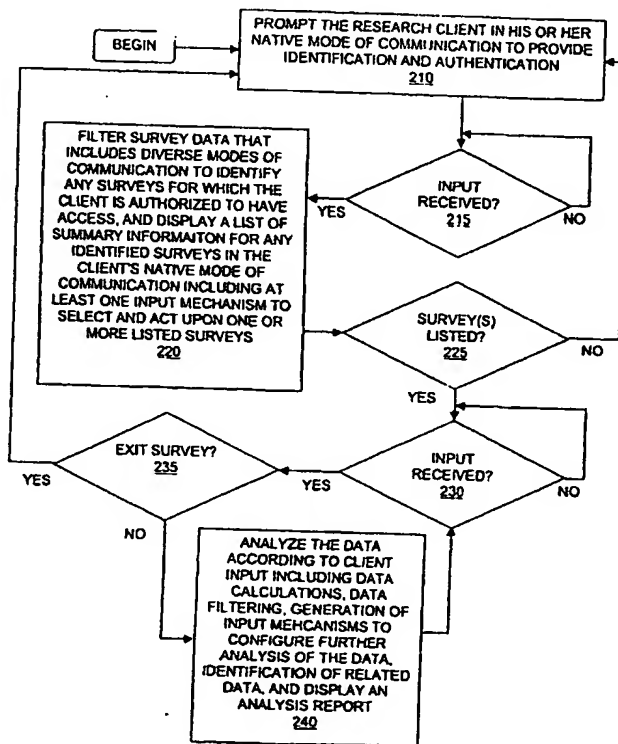 BEGIN
PROMPT THE RESEARCH CLIENT IN HIS OR HER
NATIVE MODE OF COMMUNICATION TO PROVIDE
IDENTIFICATION AND AUTHENTICATION
210
FILTER SURVEY DATA THAT
INCLUDES DIVERSE MODES OF
COMMUNICATION TO IDENTIFY
ANY SURVEYS FOR WHICH THE
CLIENT IS AUTHORIZED TO HAVE
ACCESS, AND DISPLAY A LIST OF
SUMMARY INFORMAITON FOR ANY
IDENTIFIED SURVEYS IN THE
CLIENT'S NATIVE MODE OF
COMMUNICATION INCLUDING AT
LEAST ONE INPUT MECHANISM TO
SELECT AND ACT UPON ONE OR
MORE LISTED SURVEYS
220
YES
INPUT
RECEIVED?
215
NO
SURVEY(S)
LISTED?
225
NO
YES
EXIT SURVEY?
235
YES
NO
YES
INPUT
RECEIVED?
230
NO
ANALYZE THE DATA
ACCORDING TO CLIENT
INPUT INCLUDING DATA
CALCULATIONS, DATA
FILTERING, GENERATION OF
INPUT MEHCANISMS TO
CONFIGURE FURTHER
ANALYSIS OF THE DATA,
IDENTIFICATION OF RELATED
DATA, AND DISPLAY AN
ANALYSIS REPORT
240